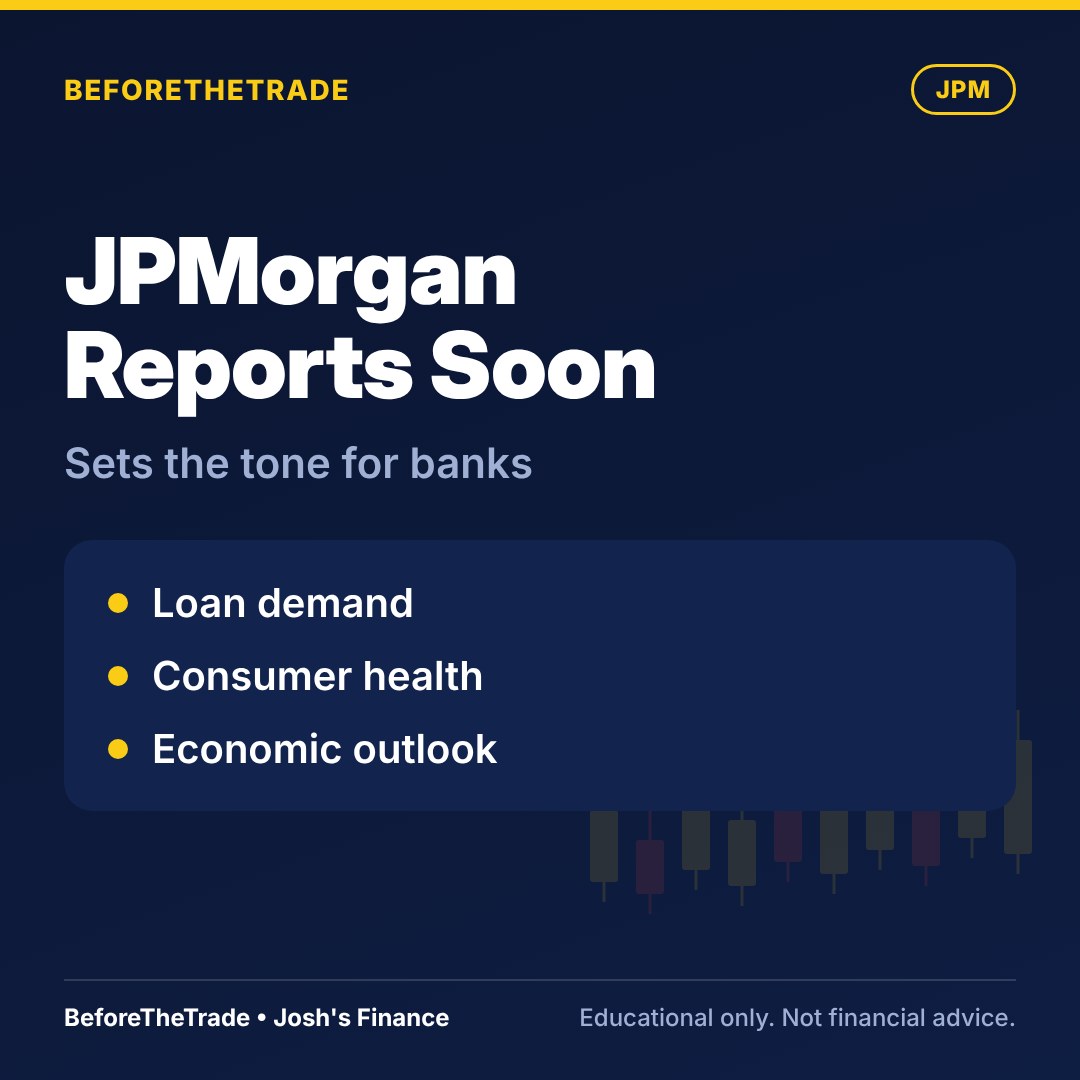 BEFORETHETRADE
JPM
JPMorgan
Reports Soon
Sets the tone for banks
Loan demand
Consumer health
Economic outlook
BeforeTheTrade • Josh's Finance
Educational only. Not financial advice.